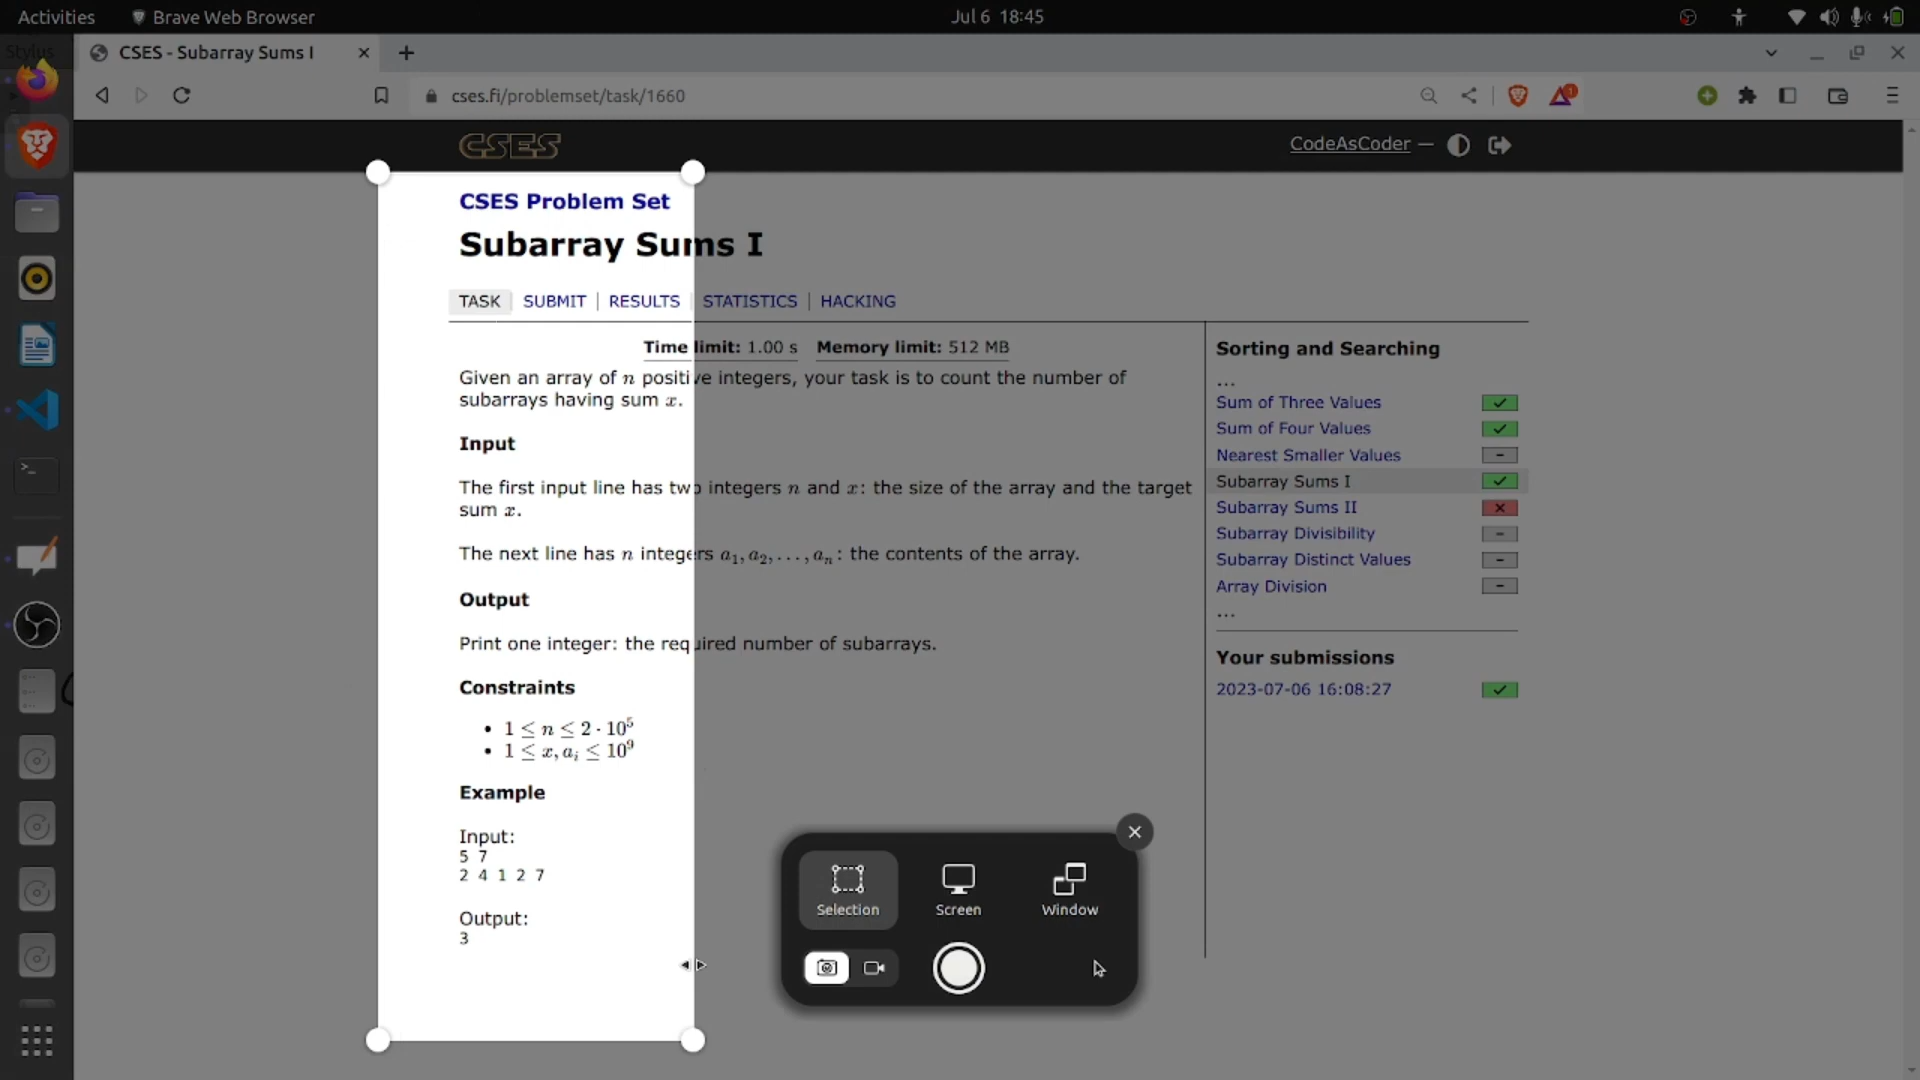 Activities
Brave Web Browser
Jul 6 18:45
Stylus
CSES - Subarray Sums I
cses.fi/problemset/task/1660
1
CSES
CodeAsCoder —
CSES Problem Set
Subarray Sums I
TASK | SUBMIT | RESULTS | STATISTICS | HACKING
Time limit: 1.00 s Memory limit: 512 MB
Given an array of n positive integers, your task is to count the number of
subarrays having sum x.
Input
The first input line has two integers n and x: the size of the array and the target
sum x.
The next line has n integers a₁, a₂, . . . , aₙ: the contents of the array.
Output
Print one integer: the required number of subarrays.
Constraints
• 1 ≤ n ≤ 2 · 10⁵
• 1 ≤ x, aᵢ ≤ 10⁹
Example
Input:
5 7
2 4 1 2 7
Output:
3
Sorting and Searching
...
Sum of Three Values
Sum of Four Values
Nearest Smaller Values
Subarray Sums I
Subarray Sums II
Subarray Divisibility
Subarray Distinct Values
Array Division
...
Your submissions
2023-07-06 16:08:27
Selection
Screen
Window